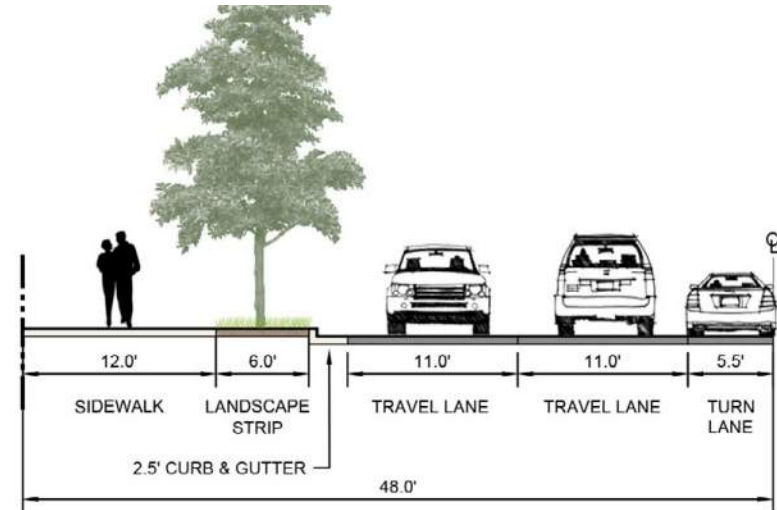 ℄
12.0' 6.0' 11.0' 11.0' 5.5'
SIDEWALK LANDSCAPE STRIP TRAVEL LANE TRAVEL LANE TURN LANE
2.5' CURB & GUTTER
48.0'